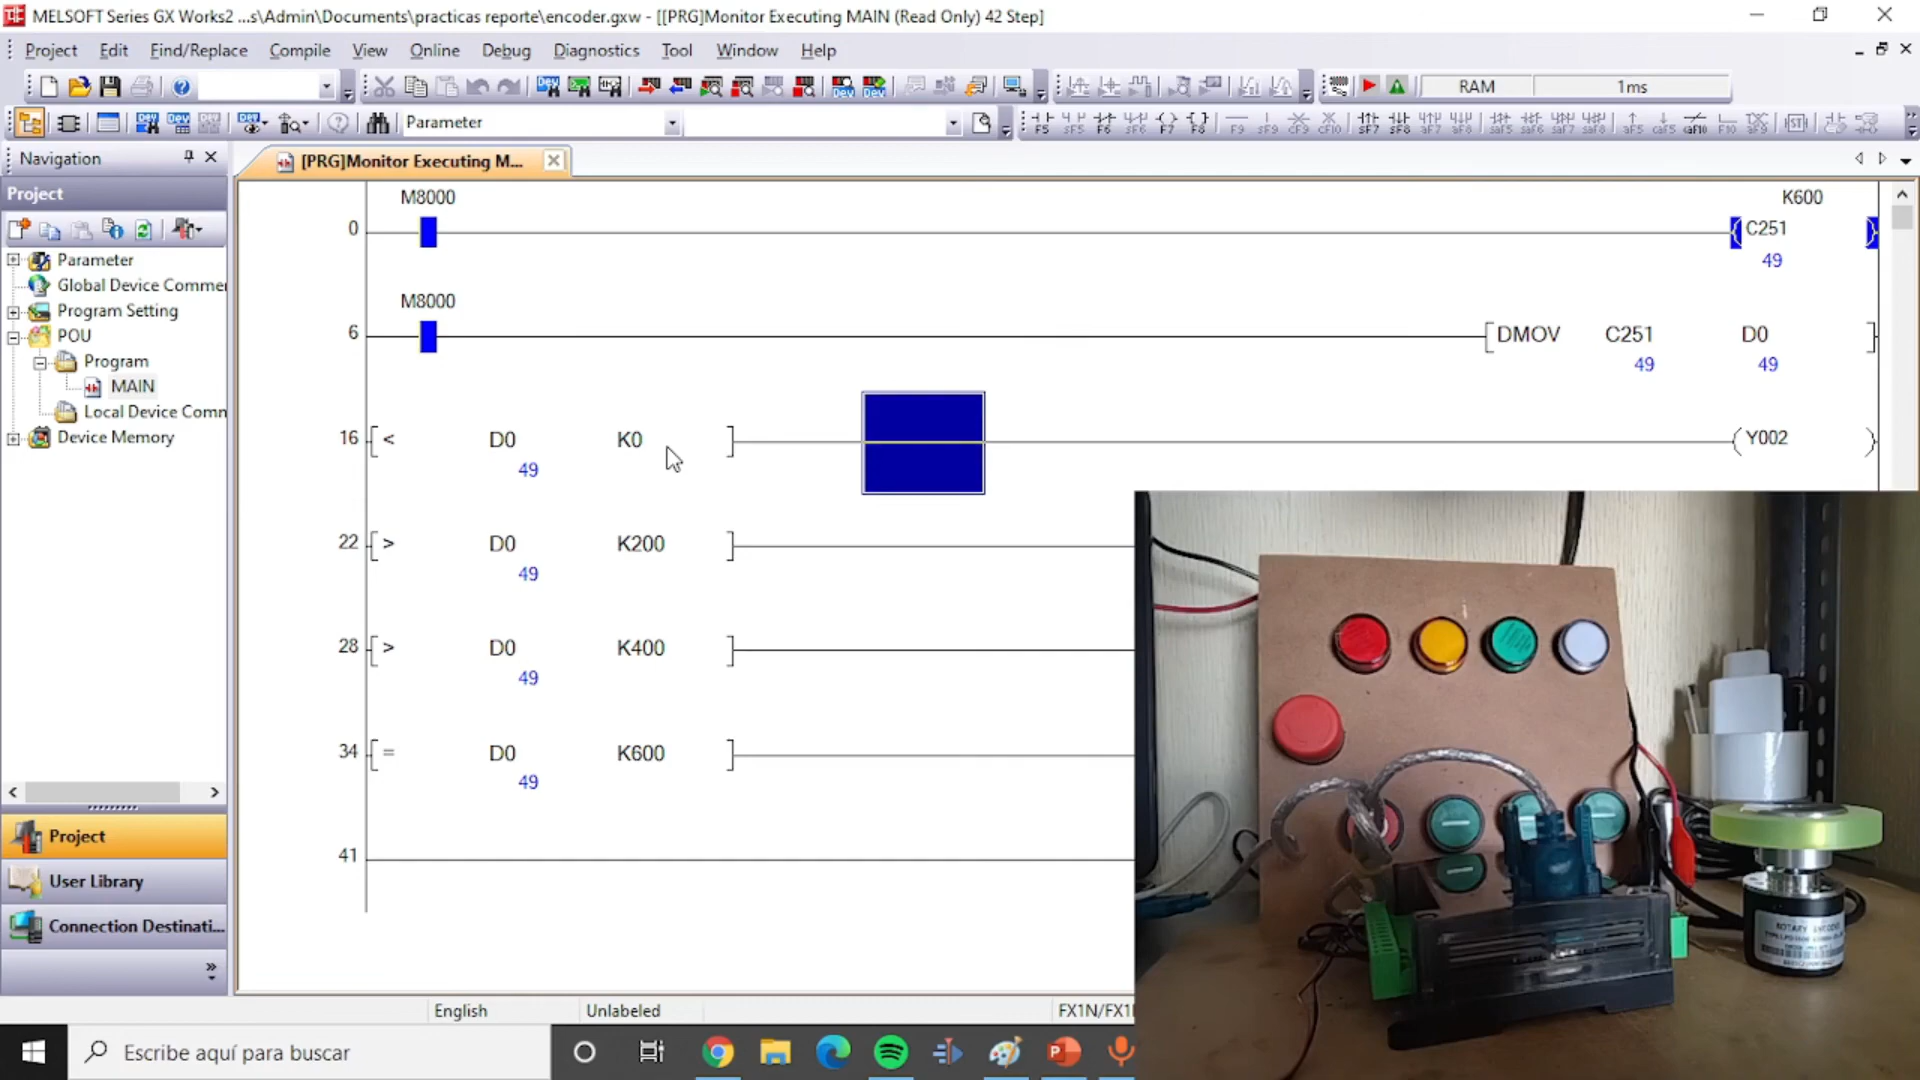 MELSOFT Series GX Works2 ...s\Admin\Documents\practicas reporte\encoder.gxw - [[PRG]Monitor Executing MAIN (Read Only) 42 Step]
Project Edit Find/Replace Compile View Online Debug Diagnostics Tool Window Help
RAM 1ms
Parameter
Navigation
[PRG]Monitor Executing M...
Project
Parameter
Global Device Comme
Program Setting
POU
Program
MAIN
Local Device Comn
Device Memory
Project
User Library
Connection Destinati...
M8000 K600
0 C251
49
M8000
6 DMOV C251 D0
49 49
16 < D0 K0 Y002
49
22 > D0 K200
49
28 > D0 K400
49
34 = D0 K600
49
41
English Unlabeled FX1N/FX1
Escribe aquí para buscar
ROTARY ENCODER